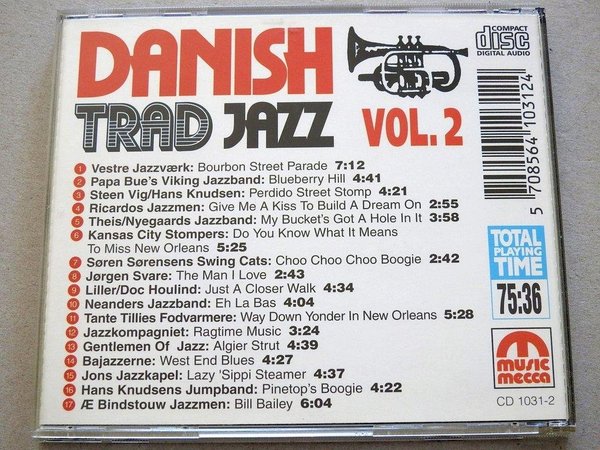 DANISH
TRAD JAZZ
VOL. 2
COMPACT
disc
DIGITAL AUDIO
1 Vestre Jazzværk: Bourbon Street Parade 7:12
2 Papa Bue's Viking Jazzband: Blueberry Hill 4:41
3 Steen Vig/Hans Knudsen: Perdido Street Stomp 4:21
4 Ricardos Jazzmen: Give Me A Kiss To Build A Dream On 2:55
5 Theis/Nyegaards Jazzband: My Bucket's Got A Hole In It 3:58
6 Kansas City Stompers: Do You Know What It Means
To Miss New Orleans 5:25
7 Søren Sørensens Swing Cats: Choo Choo Choo Boogie 2:42
8 Jørgen Svare: The Man I Love 2:43
9 Liller/Doc Houlind: Just A Closer Walk 4:34
10 Neanders Jazzband: Eh La Bas 4:04
11 Tante Tillies Fodvarmere: Way Down Yonder In New Orleans 5:28
12 Jazzkompagniet: Ragtime Music 3:24
13 Gentlemen Of Jazz: Algier Strut 4:39
14 Bajazzerne: West End Blues 4:27
15 Jons Jazzkapel: Lazy 'Sippi Steamer 4:37
16 Hans Knudsens Jumpband: Pinetop's Boogie 4:22
17 Æ Bindstouw Jazzmen: Bill Bailey 6:04
5 708564 103124
TOTAL
PLAYING
TIME
75:36
music
mecca
CD 1031-2